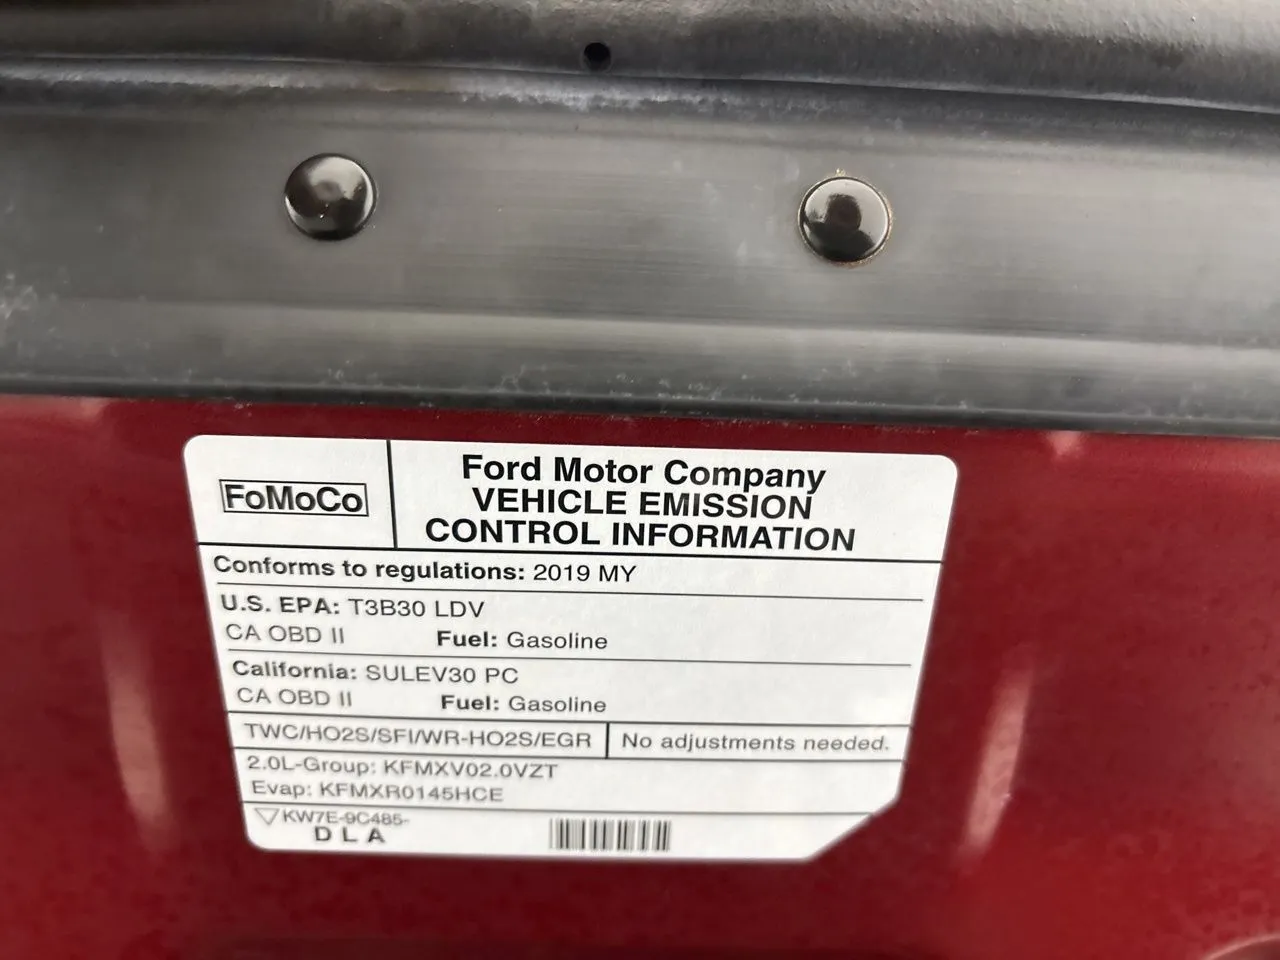 FoMoCo
Ford Motor Company
VEHICLE EMISSION
CONTROL INFORMATION
Conforms to regulations: 2019 MY
U.S. EPA: T3B30 LDV
CA OBD II Fuel: Gasoline
California: SULEV30 PC
CA OBD II Fuel: Gasoline
TWC/HO2S/SFI/WR-HO2S/EGR No adjustments needed.
2.0L-Group: KFMXV02.0VZT
Evap: KFMXR0145HCE
KW7E-9C485-
DLA